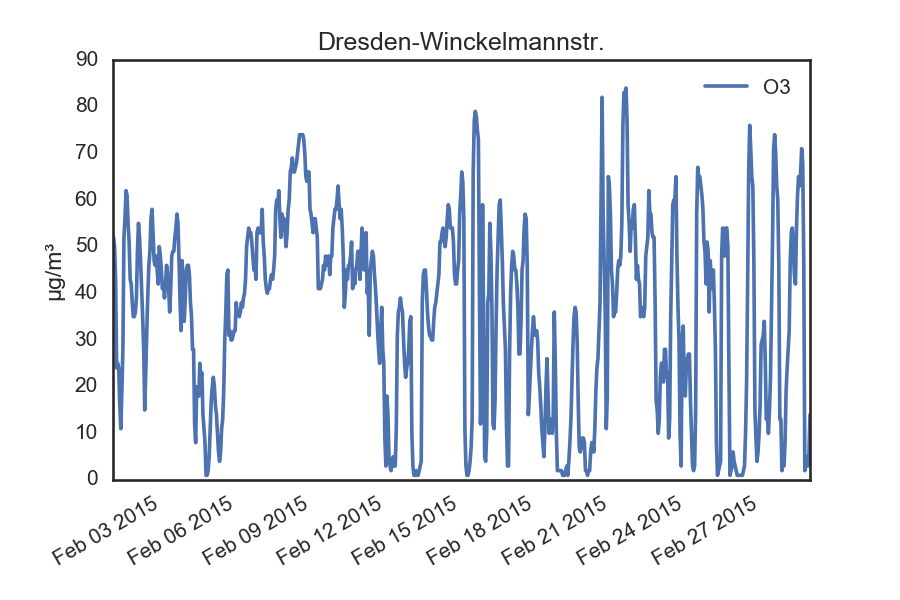 Dresden-Winckelmannstr.
90
80
70
60
50
40
30
20
10
0
µg/m³
O3
Feb 03 2015
Feb 06 2015
Feb 09 2015
Feb 12 2015
Feb 15 2015
Feb 18 2015
Feb 21 2015
Feb 24 2015
Feb 27 2015